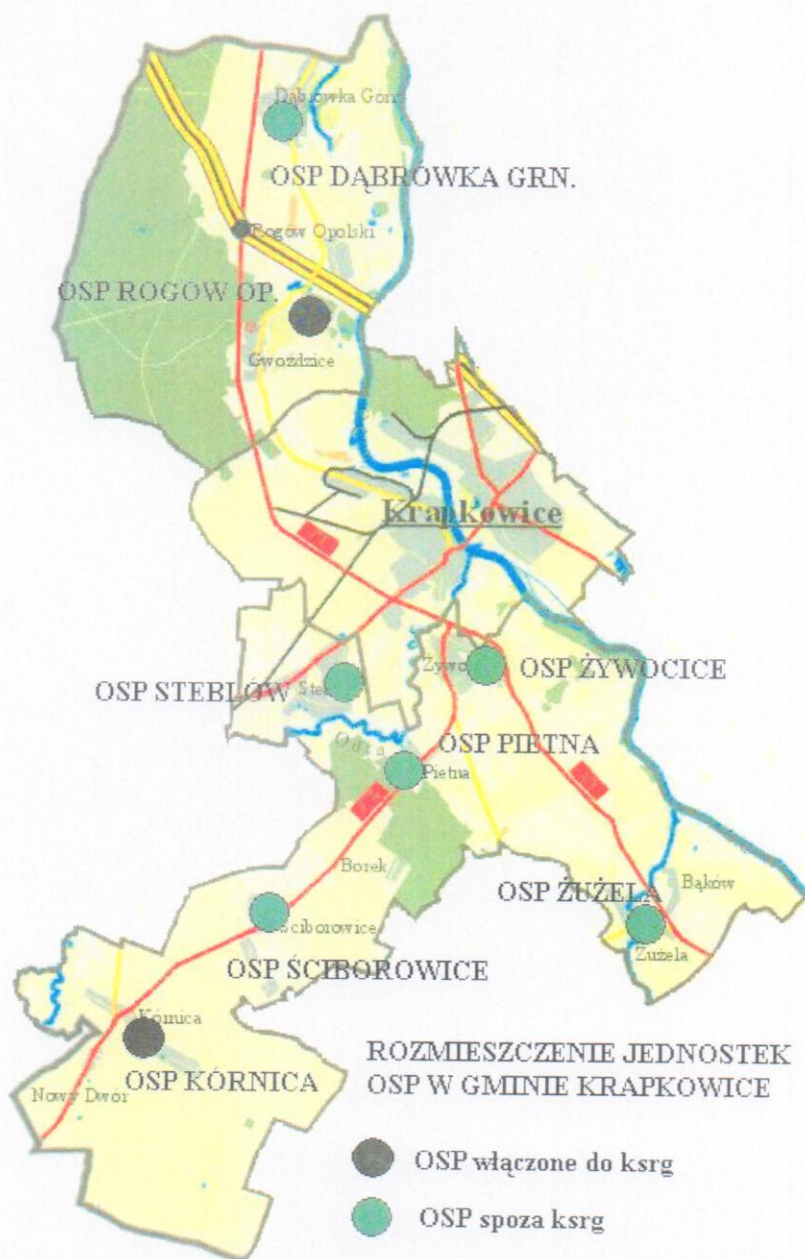 Dąbrówka Górn
OSP DĄBRÓWKA GRN.
Rogów Opolski
OSP ROGÓW OP.
Gwoździce
Krapkowice
OSP ŻYWOCICE
OSP STEBLÓW
OSP PIETNA
Pietna
Borek
OSP ŻUŻELA
Bąków
Żużela
Ściborowice
OSP ŚCIBOROWICE
Kórnica
OSP KÓRNICA
Nowy Dwór
ROZMIESZCZENIE JEDNOSTEK
OSP W GMINIE KRAPKOWICE
OSP włączone do ksrg
OSP spoza ksrg